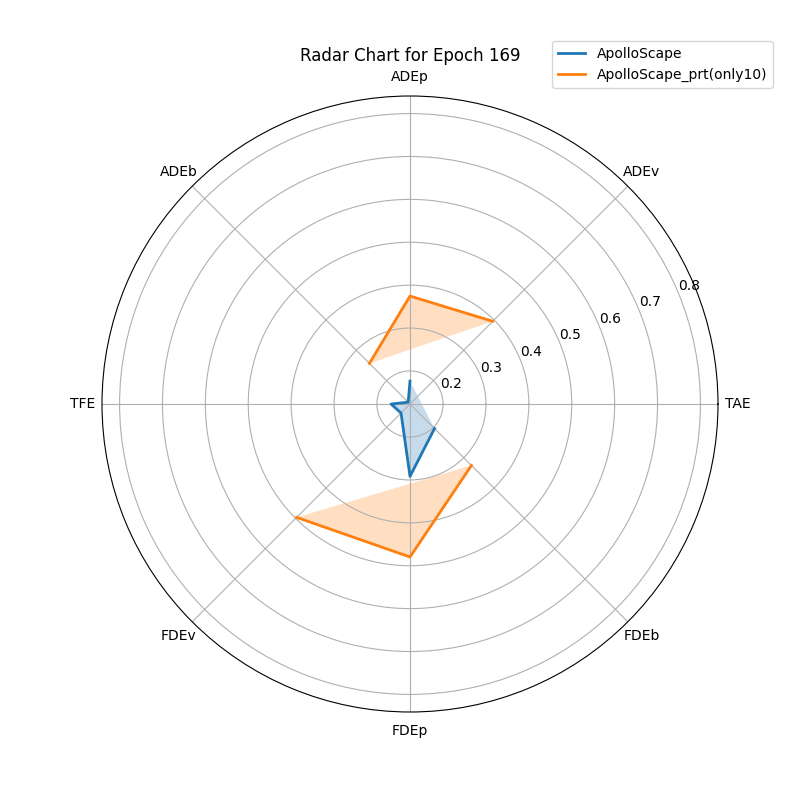 Radar Chart for Epoch 169
ApolloScape
ApolloScape_prt(only10)
ADEp
ADEb
ADEv
0.8
0.7
0.6
0.5
0.4
0.3
0.2
TFE
TAE
FDEv
FDEb
FDEp